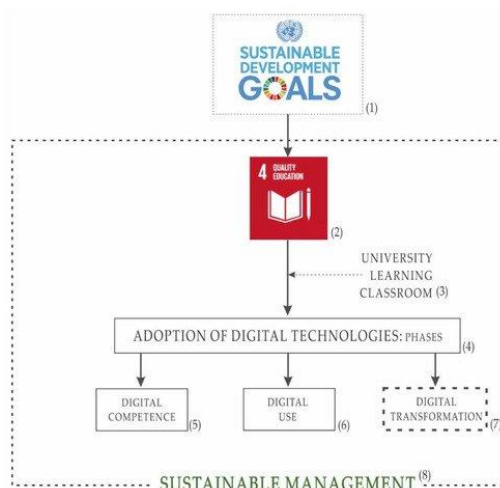 SUSTAINABLE
DEVELOPMENT
GOALS
(1)
4 QUALITY
EDUCATION
(2)
UNIVERSITY
LEARNING
CLASSROOM (3)
ADOPTION OF DIGITAL TECHNOLOGIES: PHASES
(4)
DIGITAL
COMPETENCE (5)
DIGITAL
USE (6)
DIGITAL
TRANSFORMATION (7)
SUSTAINABLE MANAGEMENT (8)